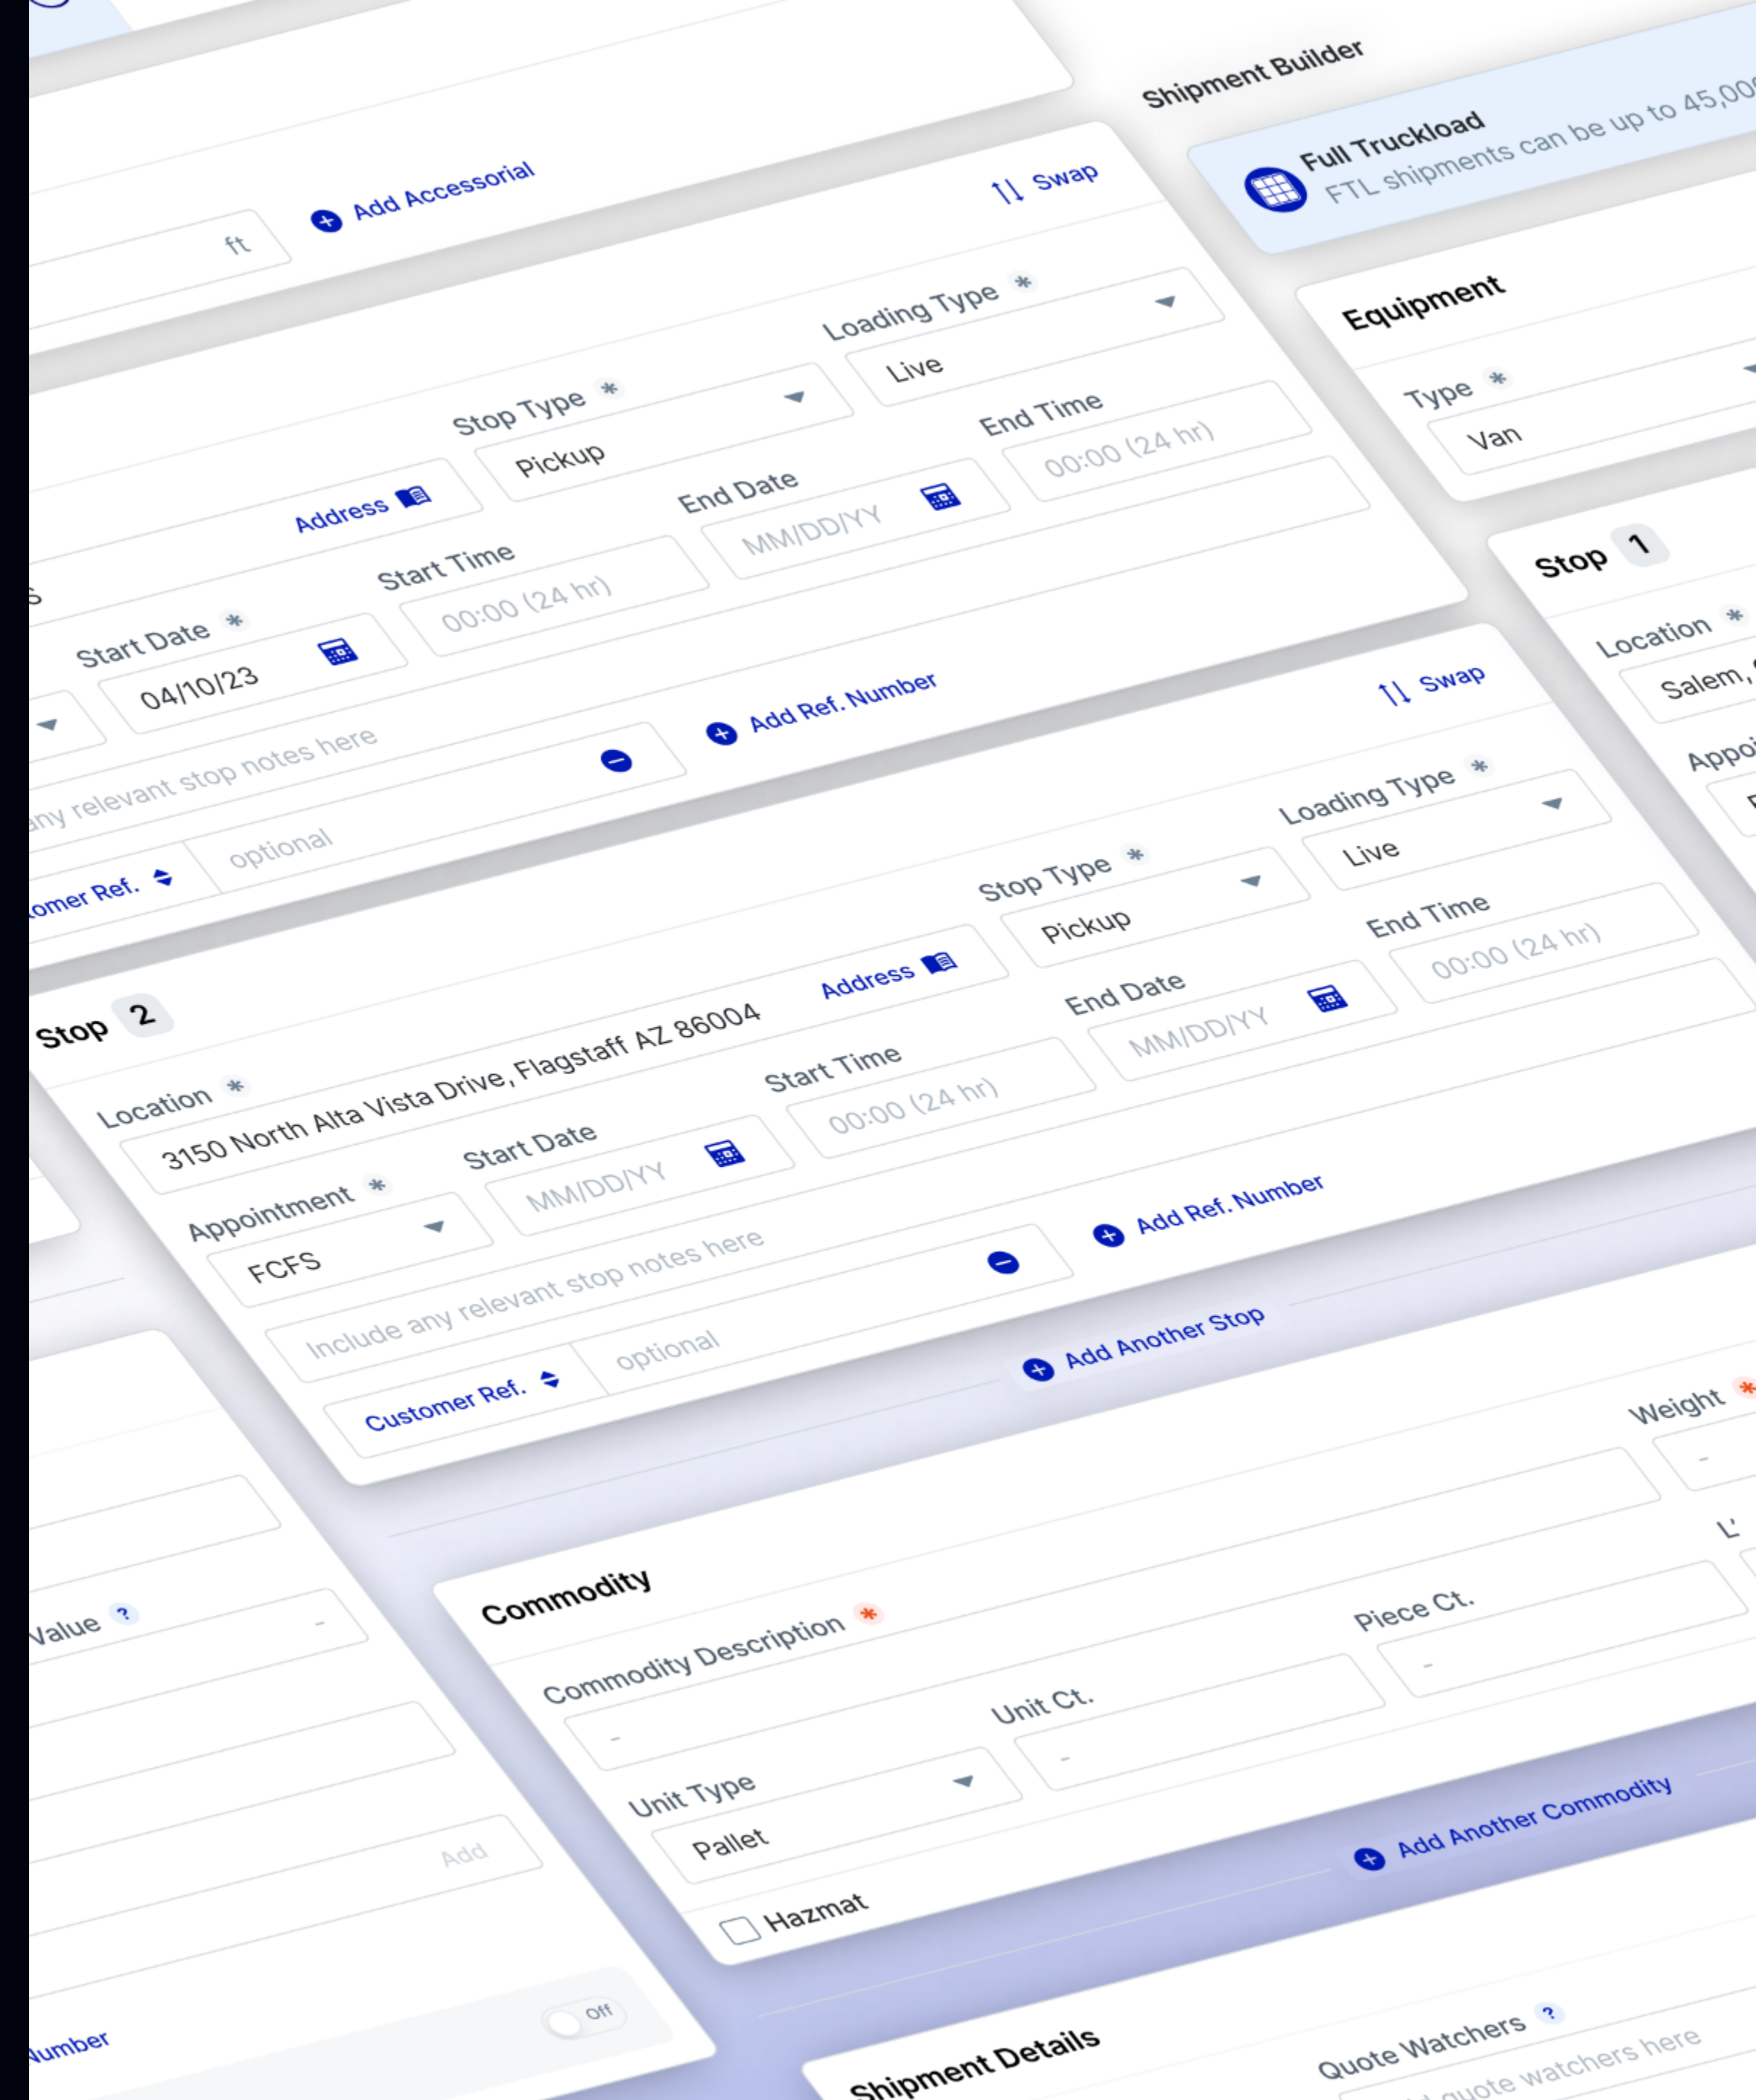 Shipment Builder
Full Truckload
FTL shipments can be up to
Add Accessorial
ft
Swap
Equipment
Type *
Van
Loading Type *
Live
Stop Type *
Pickup
Address
End Time
00:00 (24 hr)
End Date
MM/DD/YY
Start Time
00:00 (24 hr)
Start Date *
04/10/23
any relevant stop notes here
Ref.
optional
Add Ref. Number
Stop 1
Location *
Salem,
Swap
Stop 2
Location *
3150 North Alta Vista Drive, Flagstaff AZ 86004
Address
Stop Type *
Pickup
Loading Type *
Live
Appointment *
FCFS
Start Date
MM/DD/YY
Start Time
00:00 (24 hr)
End Date
MM/DD/YY
End Time
00:00 (24 hr)
Include any relevant stop notes here
Customer Ref.
optional
Add Ref. Number
Add Another Stop
Value ?
-
Add
Number
Off
Commodity
Commodity Description *
-
Weight *
-
Unit Type
Pallet
Unit Ct.
-
Piece Ct.
-
Hazmat
Add Another Commodity
Shipment Details
Quote Watchers ?
quote watchers here